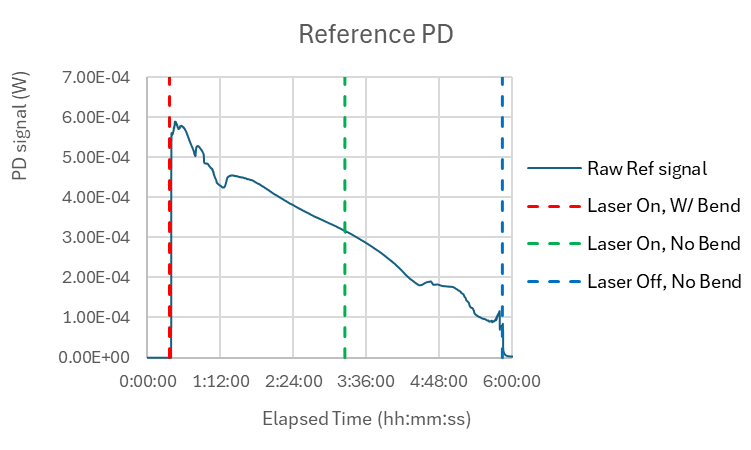 Reference PD
PD signal (W)
7.00E-04
6.00E-04
5.00E-04
4.00E-04
3.00E-04
2.00E-04
1.00E-04
0.00E+00
0:00:00 1:12:00 2:24:00 3:36:00 4:48:00 6:00:00
Elapsed Time (hh:mm:ss)
Raw Ref signal
Laser On, W/ Bend
Laser On, No Bend
Laser Off, No Bend